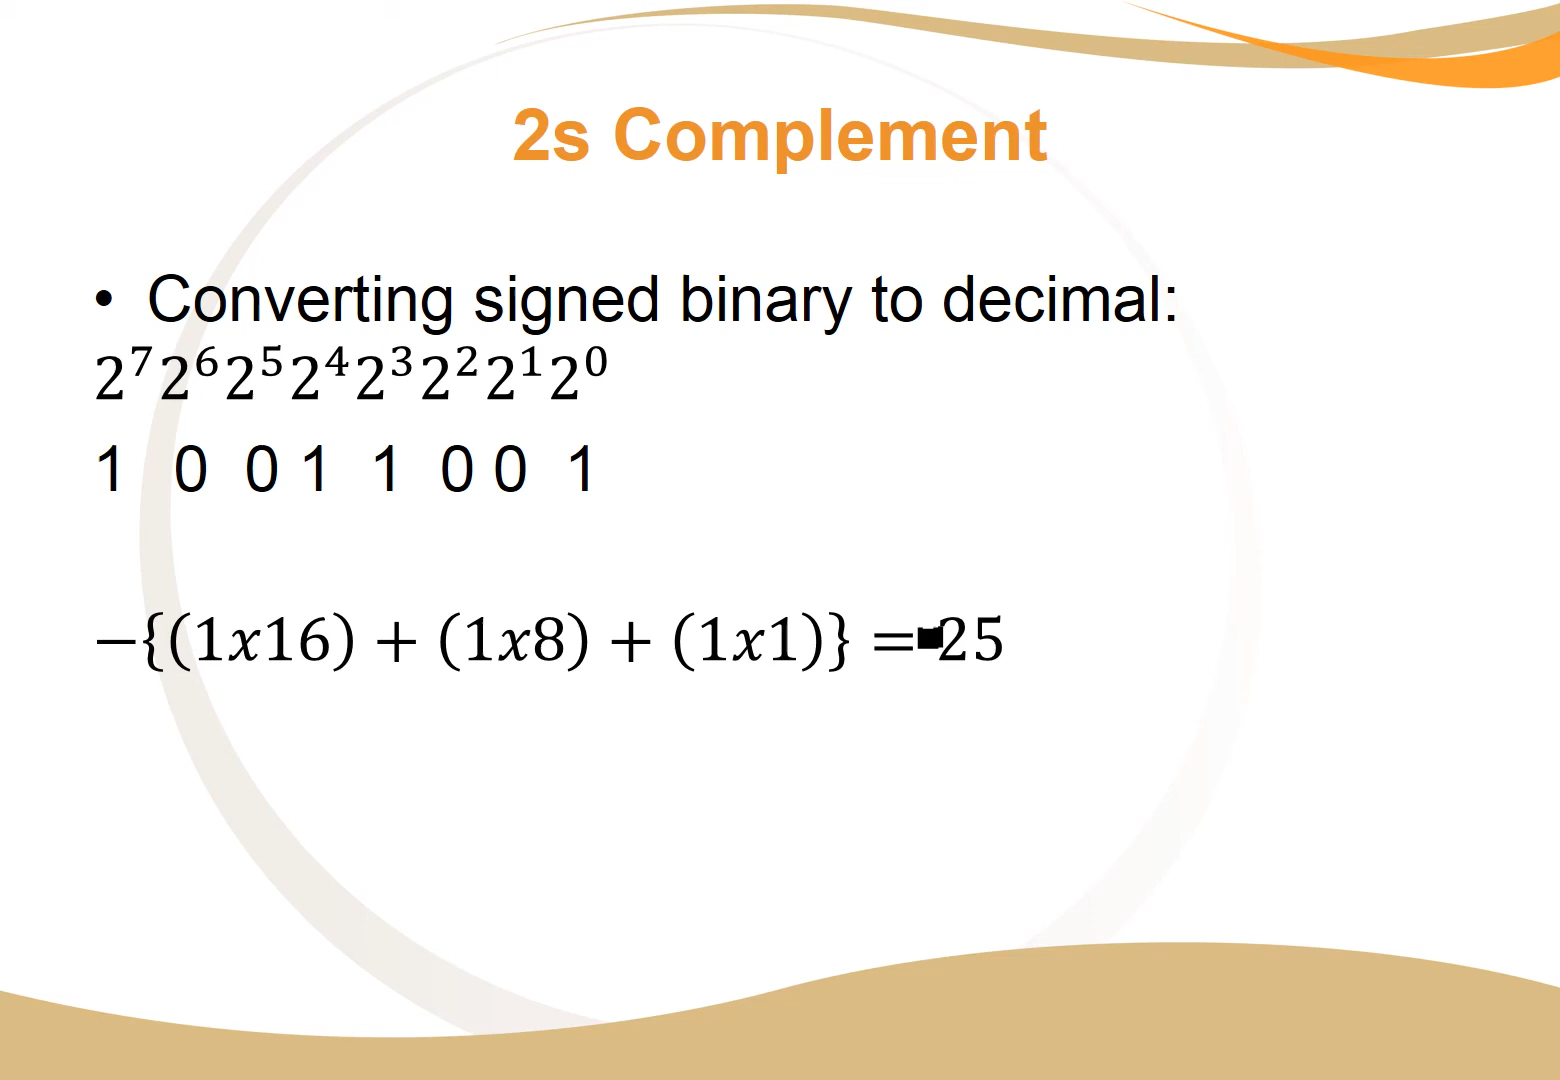 2s Complement
• Converting signed binary to decimal:
2⁷2⁶2⁵2⁴2³2²2¹2⁰
1 0 0 1 1 0 0 1
−{(1x16) + (1x8) + (1x1)} = 25